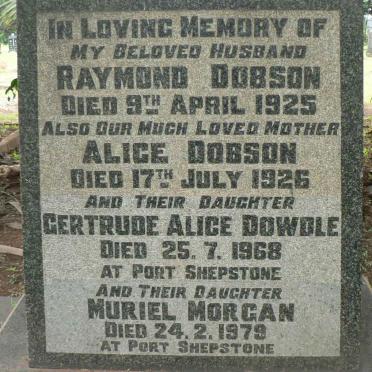 In Loving Memory of
My Beloved Husband
Raymond Dobson
Died 9th April 1925
Also Our Much Loved Mother
Alice Dobson
Died 17th July 1926
And Their Daughter
Gertrude Alice Dowdle
Died 25. 7. 1968
at Port Shepstone
And Their Daughter
Muriel Morgan
Died 24. 2. 1979
at Port Shepstone